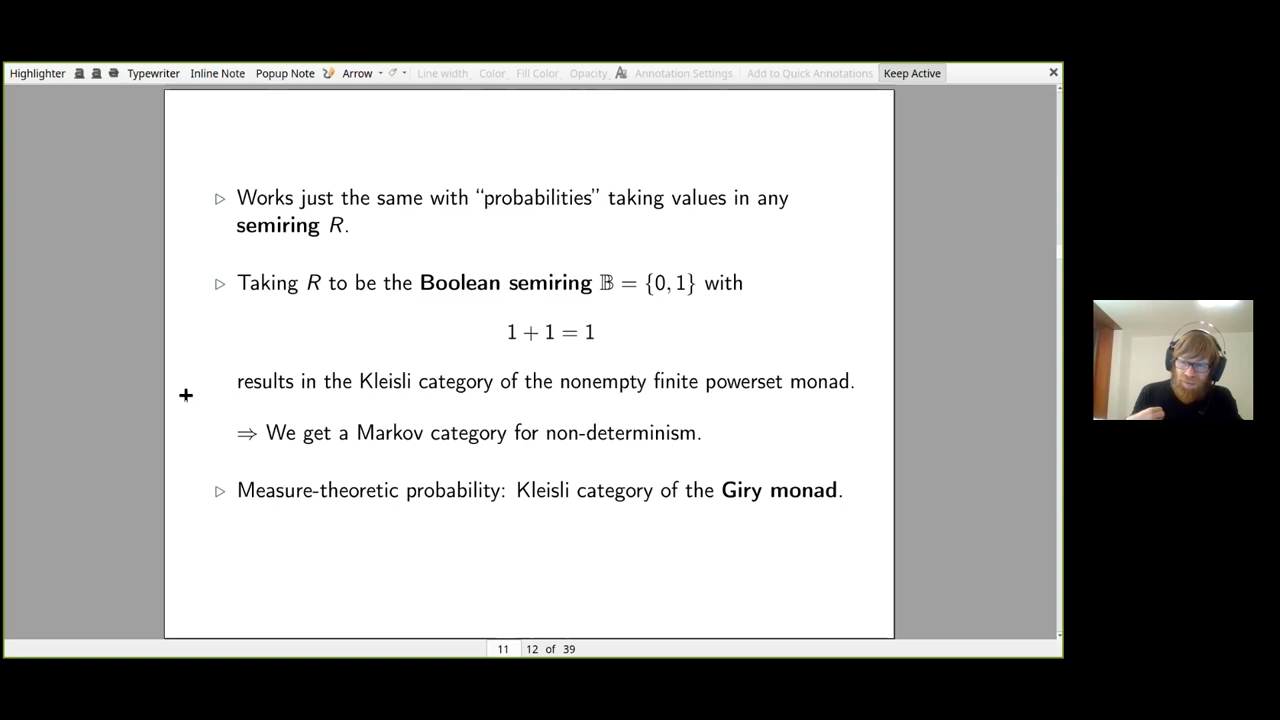 Highlighter Typewriter Inline Note Popup Note Arrow Line width Color Fill Color Opacity Annotation Settings Add to Quick Annotations Keep Active
▷ Works just the same with “probabilities” taking values in any
semiring R.
▷ Taking R to be the Boolean semiring 𝔹 = {0, 1} with
1 + 1 = 1
results in the Kleisli category of the nonempty finite powerset monad.
⇒ We get a Markov category for non-determinism.
▷ Measure-theoretic probability: Kleisli category of the Giry monad.
11 12 of 39